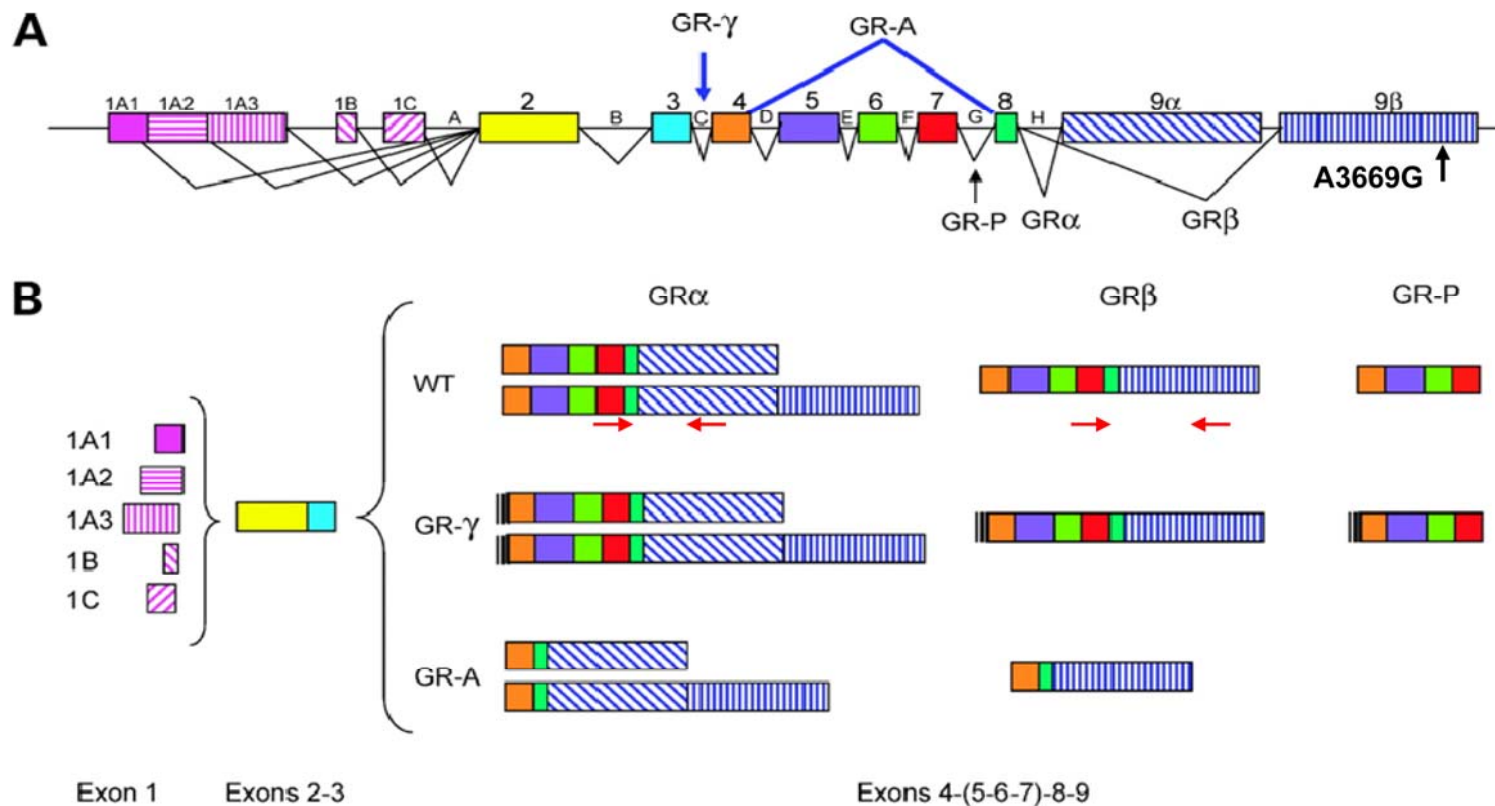 A
GR-γ GR-A
1A1 1A2 1A3 1B 1C A 2 B 3 C 4 D 5 E 6 F 7 G 8 H 9α 9β
A3669G
GR-P GRα GRβ
B
GRα GRβ GR-P
WT
1A1
1A2
1A3
1B
1C
GR-γ
GR-A
Exon 1 Exons 2-3 Exons 4-(5-6-7)-8-9